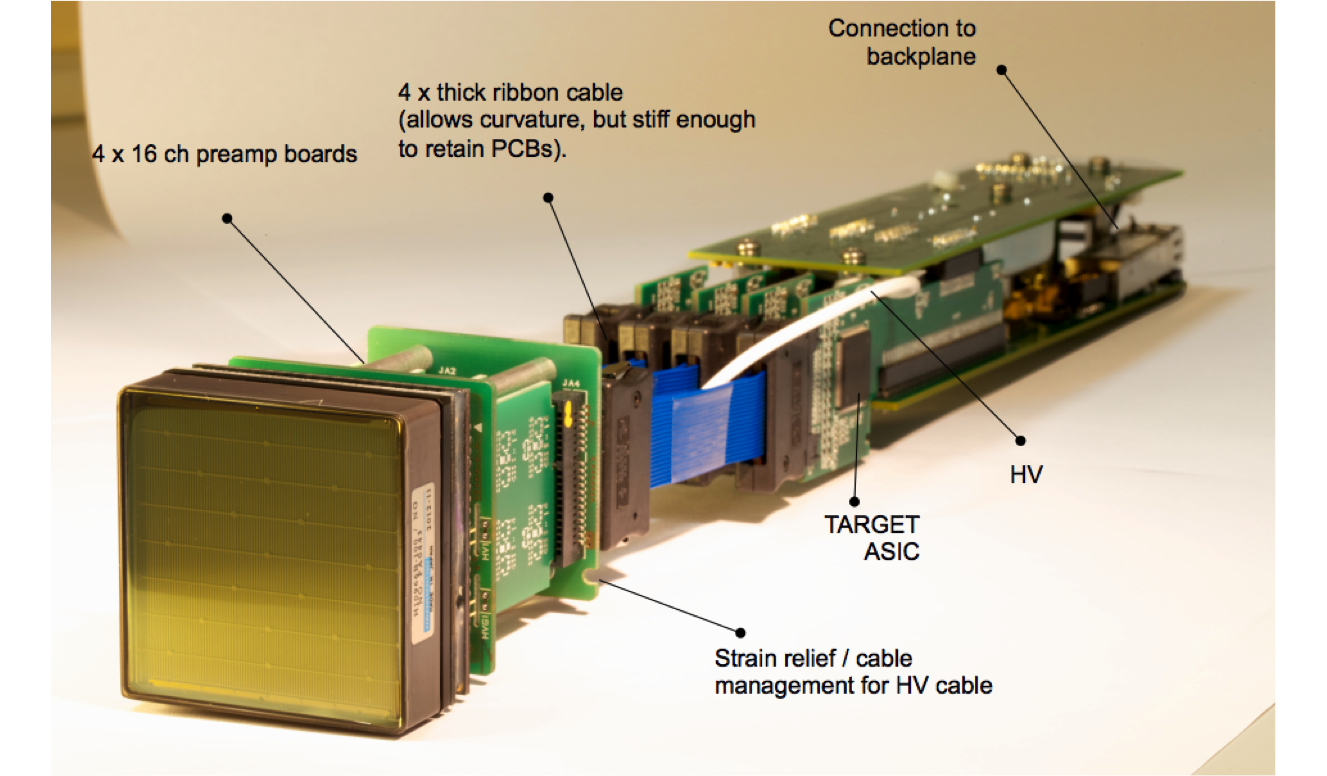 Connection to
backplane
4 x thick ribbon cable
(allows curvature, but stiff enough
to retain PCBs).
4 x 16 ch preamp boards
JA2
JA4
HV
TARGET
ASIC
Strain relief / cable
management for HV cable